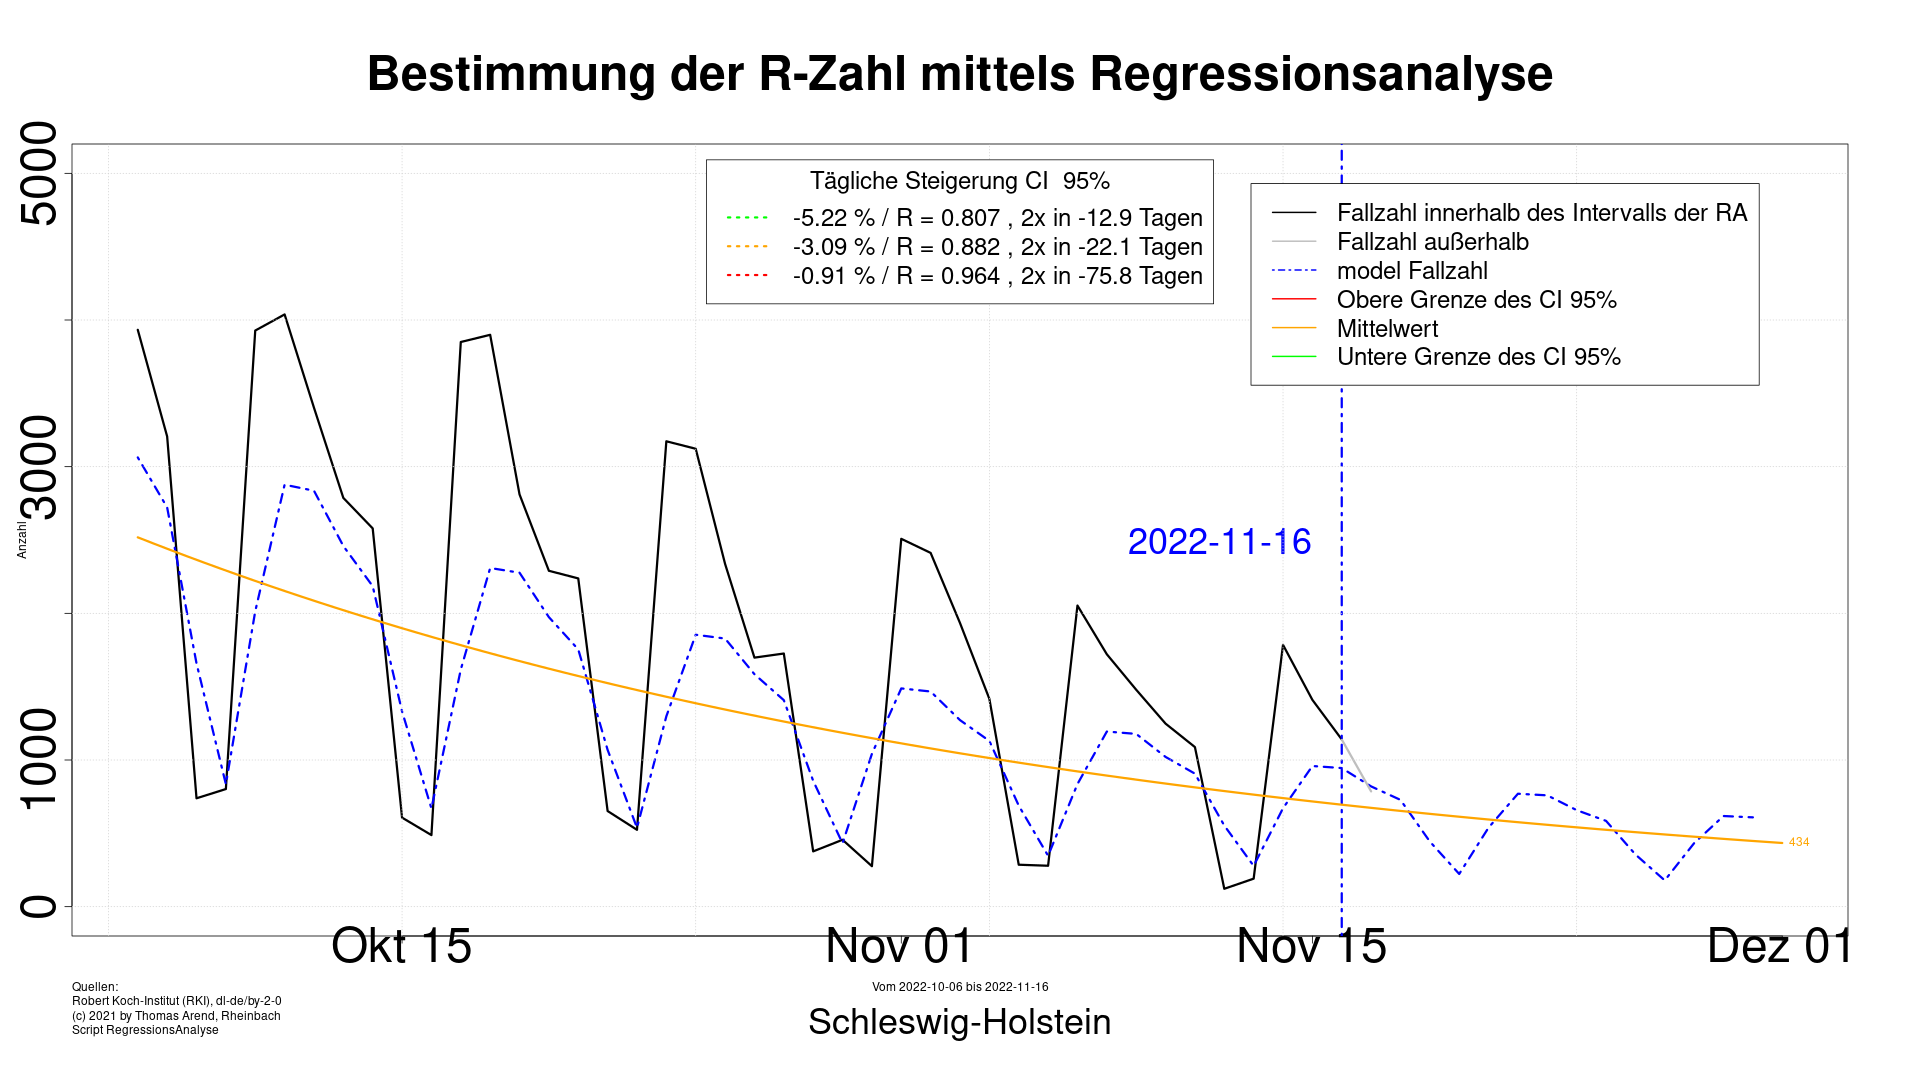 Bestimmung der R-Zahl mittels Regressionsanalyse
Tägliche Steigerung CI 95%
-5.22 % / R = 0.807 , 2x in -12.9 Tagen
-3.09 % / R = 0.882 , 2x in -22.1 Tagen
-0.91 % / R = 0.964 , 2x in -75.8 Tagen
Fallzahl innerhalb des Intervalls der RA
Fallzahl außerhalb
model Fallzahl
Obere Grenze des CI 95%
Mittelwert
Untere Grenze des CI 95%
5000
3000
1000
0
Anzahl
2022-11-16
434
Okt 15
Nov 01
Nov 15
Dez 01
Quellen:
Robert Koch-Institut (RKI), dl-de/by-2-0
(c) 2021 by Thomas Arend, Rheinbach
Script RegressionsAnalyse
Vom 2022-10-06 bis 2022-11-16
Schleswig-Holstein